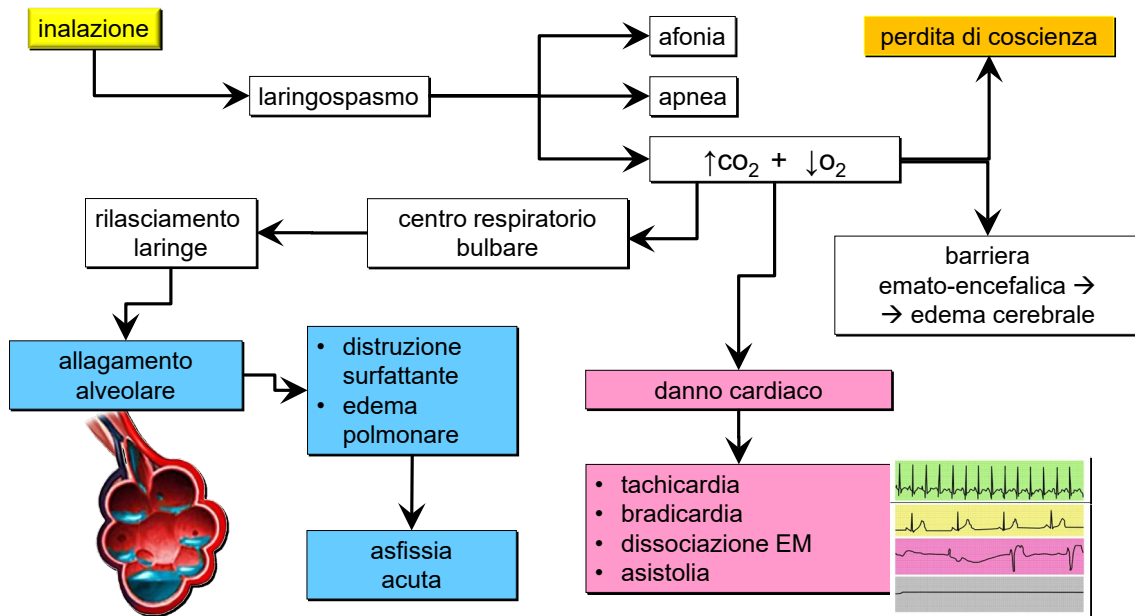 inalazione
afonia
perdita di coscienza
laringospasmo
apnea
↑co₂ + ↓o₂
rilasciamento
laringe
centro respiratorio
bulbare
barriera
emato-encefalica →
→ edema cerebrale
allagamento
alveolare
• distruzione
surfattante
• edema
polmonare
danno cardiaco
• tachicardia
• bradicardia
• dissociazione EM
• asistolia
asfissia
acuta